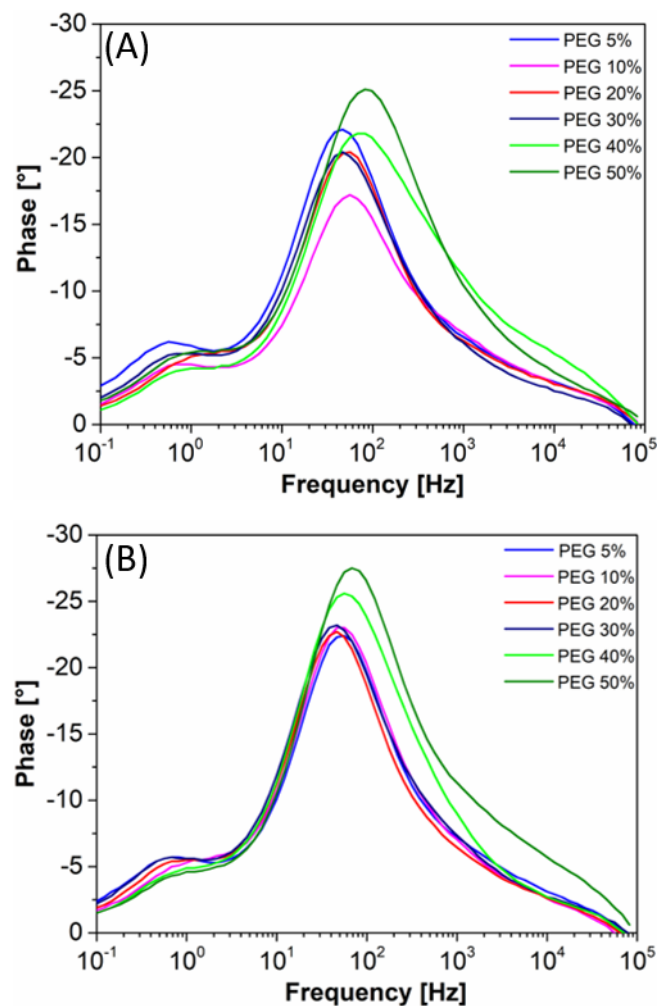 (A)
-30
-25
-20
-15
-10
-5
0
Phase [°]
PEG 5%
PEG 10%
PEG 20%
PEG 30%
PEG 40%
PEG 50%
10⁻¹ 10⁰ 10¹ 10² 10³ 10⁴ 10⁵
Frequency [Hz]
(B)
-30
-25
-20
-15
-10
-5
0
Phase [°]
PEG 5%
PEG 10%
PEG 20%
PEG 30%
PEG 40%
PEG 50%
10⁻¹ 10⁰ 10¹ 10² 10³ 10⁴ 10⁵
Frequency [Hz]